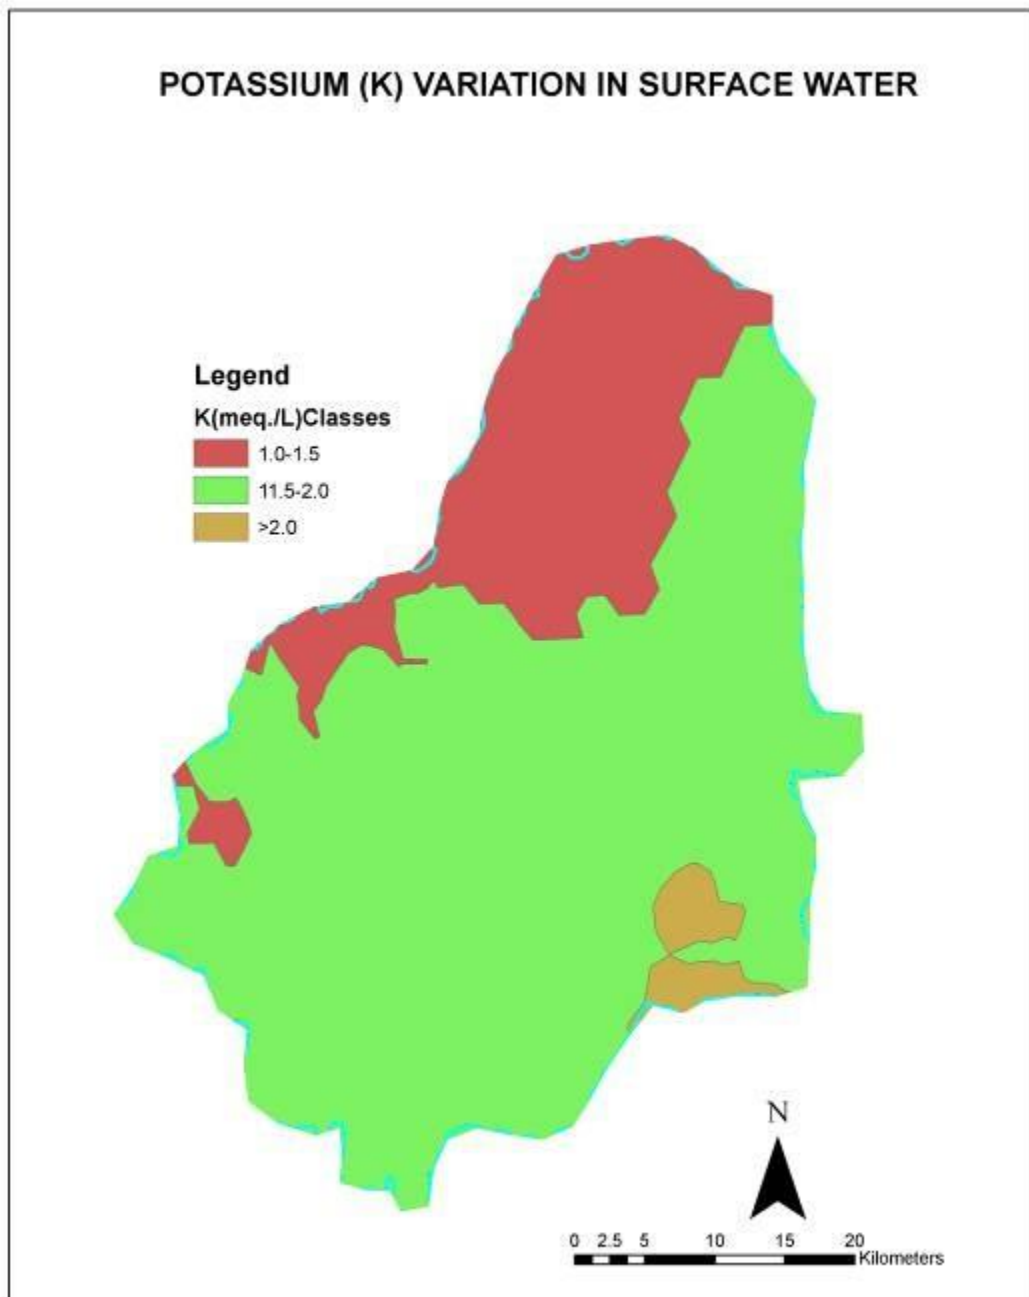 POTASSIUM (K) VARIATION IN SURFACE WATER
Legend
K(meq./L)Classes
1.0-1.5
11.5-2.0
>2.0
N
0 2.5 5 10 15 20
Kilometers